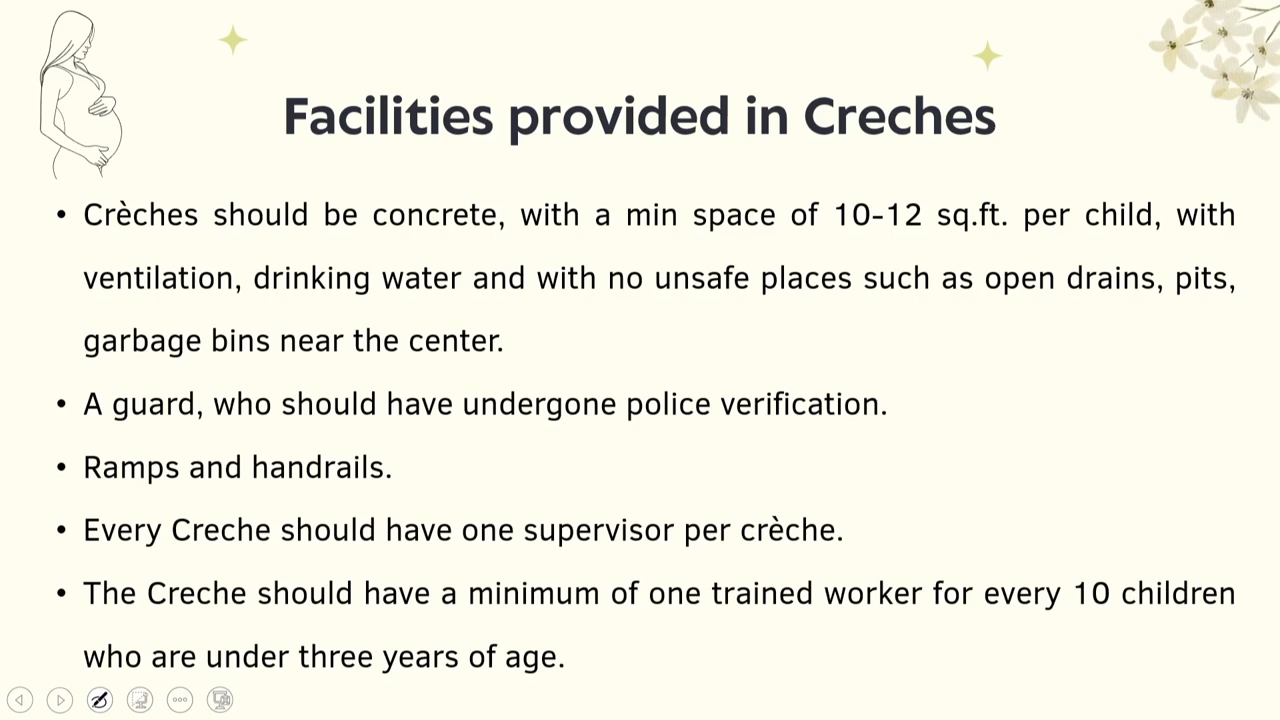 Facilities provided in Creches
• Crèches should be concrete, with a min space of 10-12 sq.ft. per child, with
ventilation, drinking water and with no unsafe places such as open drains, pits,
garbage bins near the center.
• A guard, who should have undergone police verification.
• Ramps and handrails.
• Every Creche should have one supervisor per crèche.
• The Creche should have a minimum of one trained worker for every 10 children
who are under three years of age.